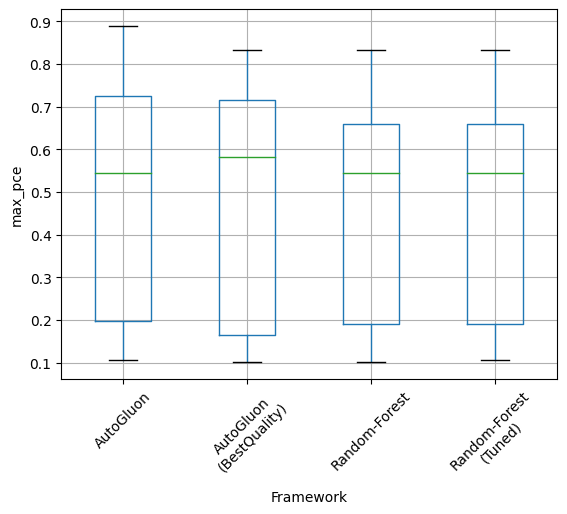 max_pce
0.9
0.8
0.7
0.6
0.5
0.4
0.3
0.2
0.1
AutoGluon
AutoGluon
(BestQuality)
Random-Forest
Random-Forest
(Tuned)
Framework